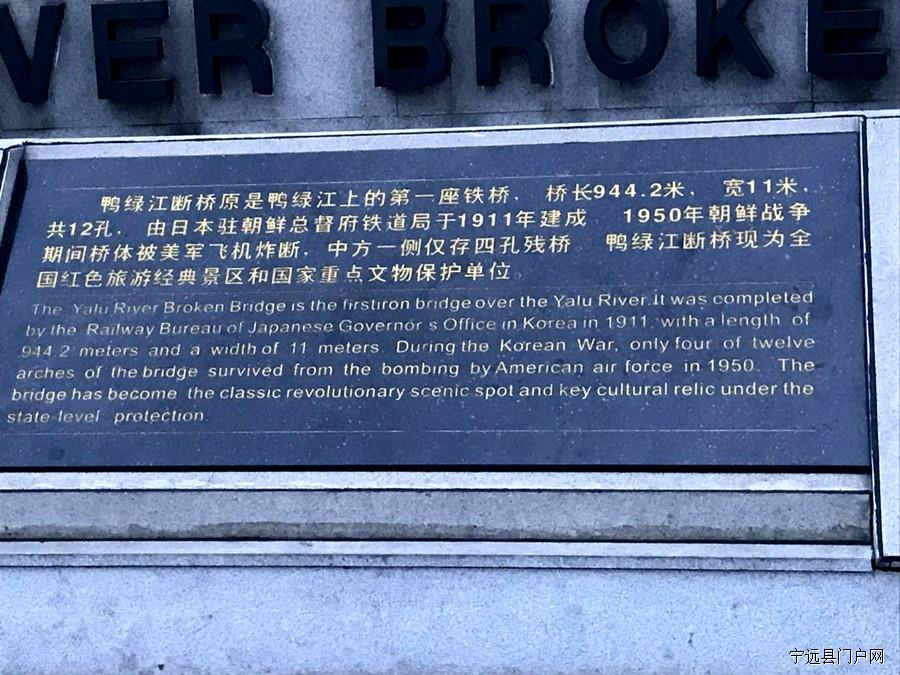 VER BROKE
鸭绿江断桥原是鸭绿江上的第一座铁桥， 桥长944.2米， 宽11米，
共12孔， 由日本驻朝鲜总督府铁道局于1911年建成。 1950年朝鲜战争
期间桥体被美军飞机炸断，中方一侧仅存四孔残桥。 鸭绿江断桥现为全
国红色旅游经典景区和国家重点文物保护单位。
The Yalu River Broken Bridge is the firstiron bridge over the Yalu River.It was completed
by the Railway Bureau of Japanese Governor s Office in Korea in 1911, with a length of
944.2 meters and a width of 11 meters. During the Korean War, only four of twelve
arches of the bridge survived from the bombing by American air force in 1950. The
bridge has become the classic revolutionary scenic spot and key cultural relic under the
state-level protection.
宁远县门户网